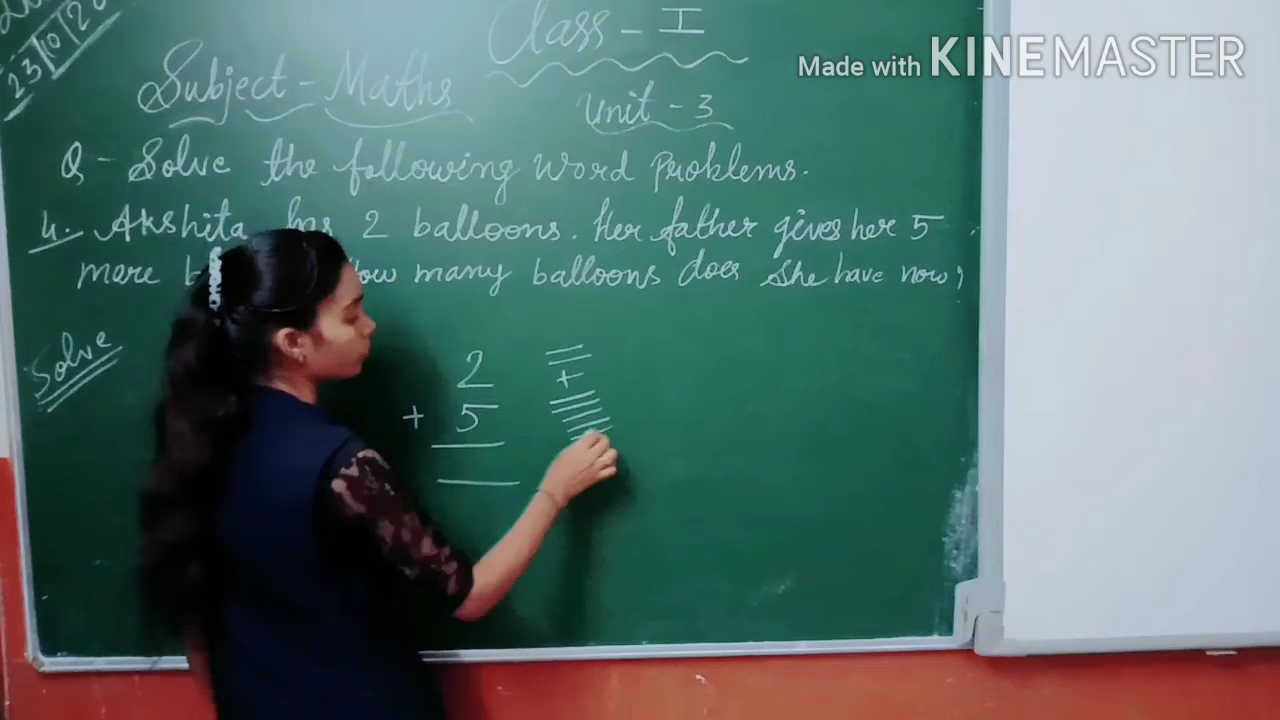 Class - I
Made with KINEMASTER
23/10/20
Subject - Maths
Unit - 3
Q - Solve the following word problems.
4. Akshita has 2 balloons. Her father gives her 5
more how many balloons does she have now?
Solve
2
+
+ 5